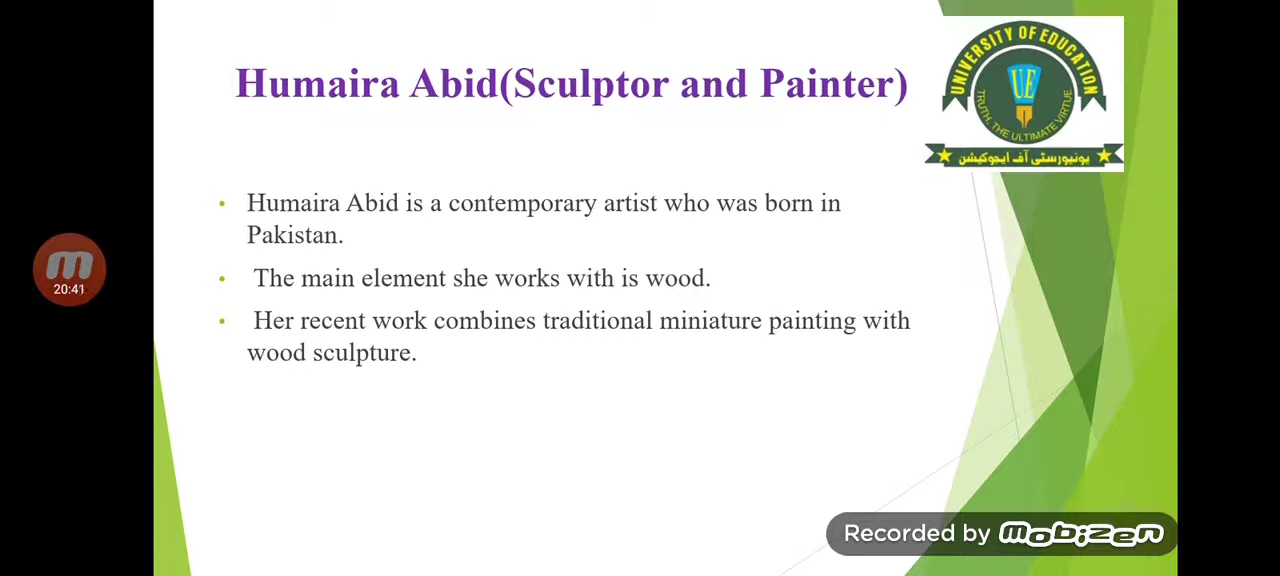 Humaira Abid(Sculptor and Painter)
UNIVERSITY OF EDUCATION
UE
TRUTH, THE ULTIMATE VIRTUE
یونیورسٹی آف ایجوکیشن
• Humaira Abid is a contemporary artist who was born in
Pakistan.
• The main element she works with is wood.
• Her recent work combines traditional miniature painting with
wood sculpture.
m
20:41
Recorded by mobizen